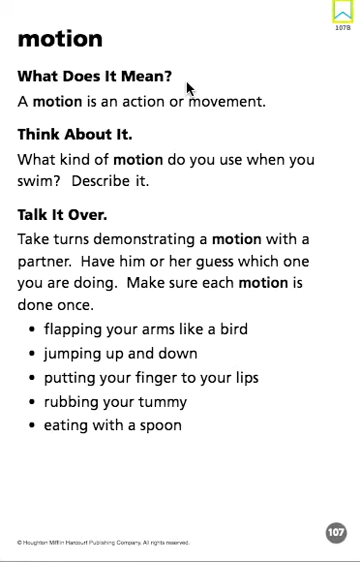 107B
motion
What Does It Mean?
A motion is an action or movement.
Think About It.
What kind of motion do you use when you
swim? Describe it.
Talk It Over.
Take turns demonstrating a motion with a
partner. Have him or her guess which one
you are doing. Make sure each motion is
done once.
• flapping your arms like a bird
• jumping up and down
• putting your finger to your lips
• rubbing your tummy
• eating with a spoon
© Houghton Mifflin Harcourt Publishing Company. All rights reserved.
107